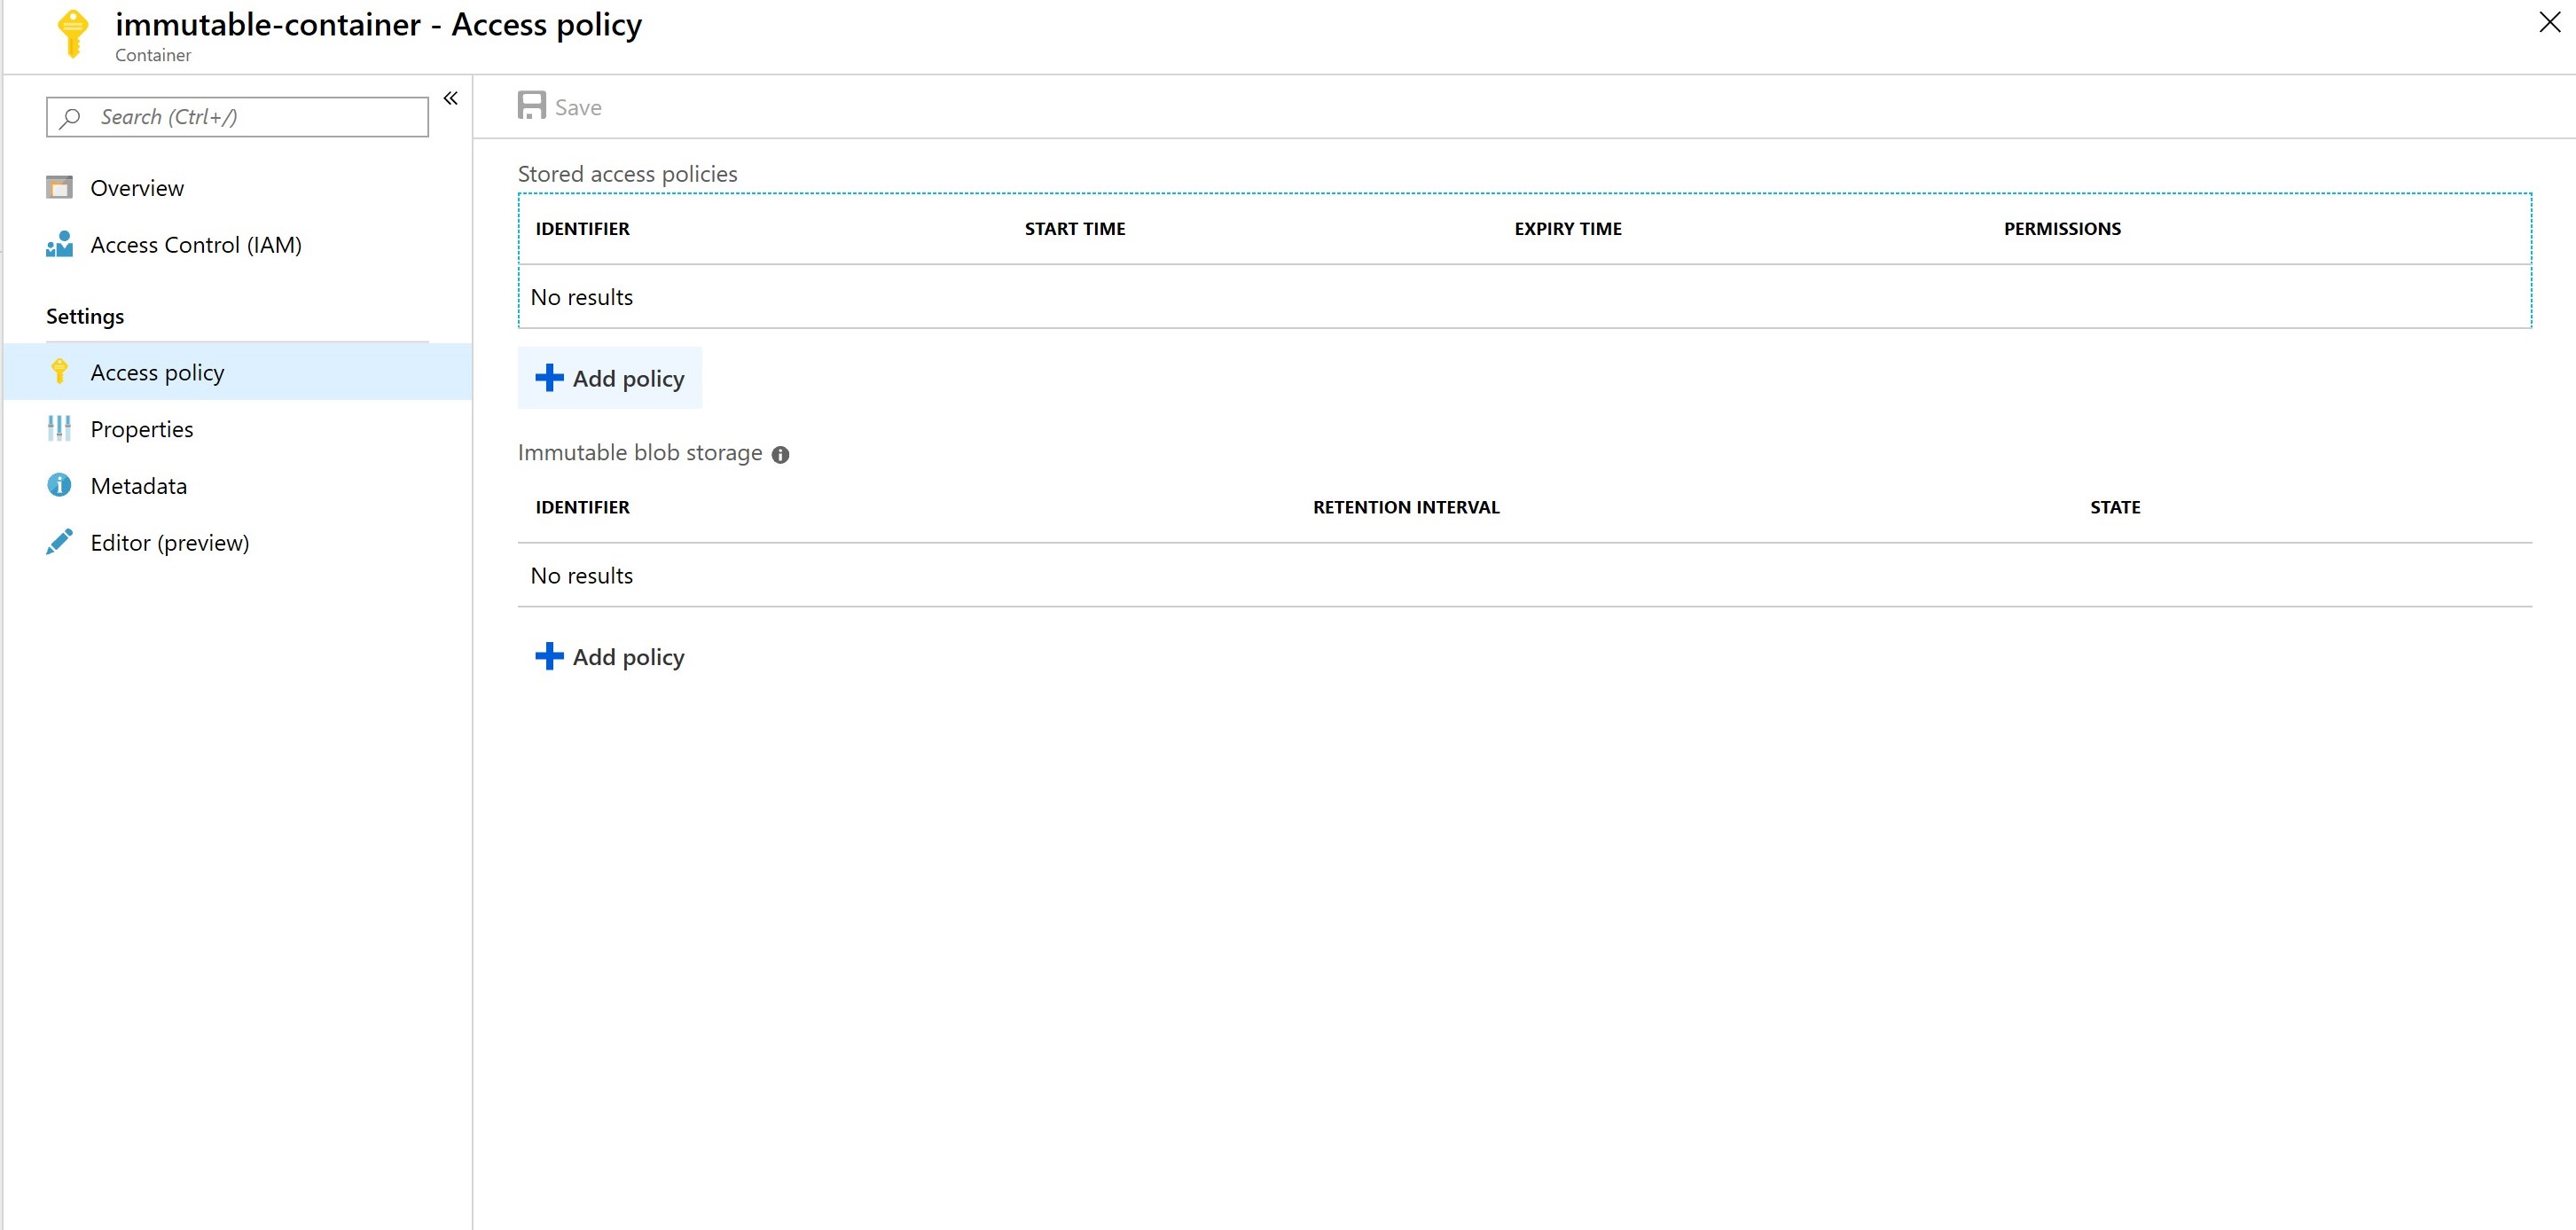 immutable-container - Access policy
Container
Search (Ctrl+/)
«
Overview
Access Control (IAM)
Settings
Access policy
Properties
Metadata
Editor (preview)
Save
Stored access policies
IDENTIFIER START TIME EXPIRY TIME PERMISSIONS
No results
Add policy
Immutable blob storage
IDENTIFIER RETENTION INTERVAL STATE
No results
Add policy